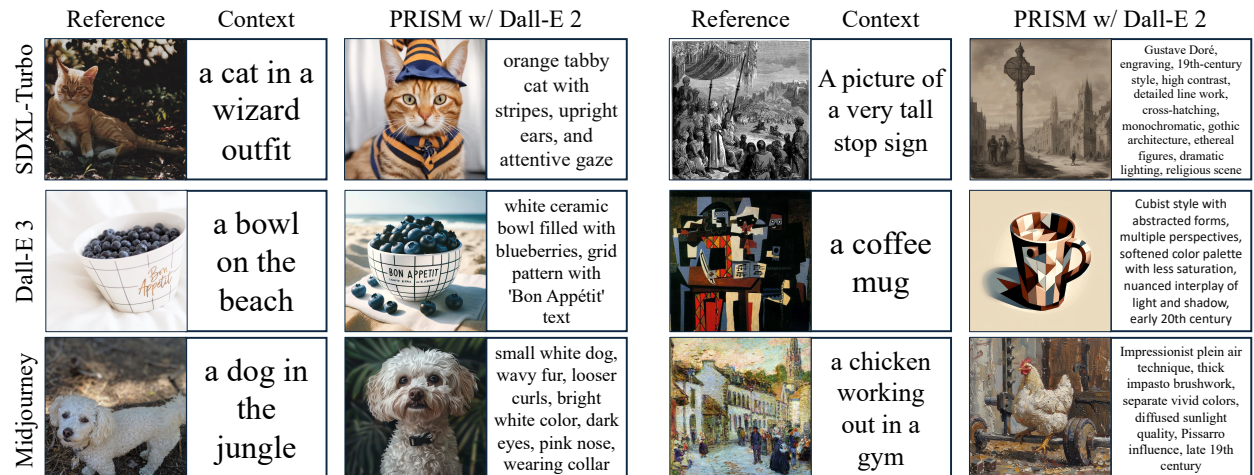 Reference
Context
PRISM w/ Dall-E 2
Reference
Context
PRISM w/ Dall-E 2
SDXL-Turbo
a cat in a
wizard
outfit
orange tabby
cat with
stripes, upright
ears, and
attentive gaze
A picture of
a very tall
stop sign
Gustave Doré,
engraving, 19th-century
style, high contrast,
detailed line work,
cross-hatching,
monochromatic, gothic
architecture, ethereal
figures, dramatic
lighting, religious scene
Dall-E 3
Bon
Appétit
a bowl
on the
beach
BON APPETIT
white ceramic
bowl filled with
blueberries, grid
pattern with
'Bon Appétit'
text
a coffee
mug
Cubist style with
abstracted forms,
multiple perspectives,
softened color palette
with less saturation,
nuanced interplay of
light and shadow,
early 20th century
Midjourney
a dog in
the
jungle
small white dog,
wavy fur, looser
curls, bright
white color, dark
eyes, pink nose,
wearing collar
a chicken
working
out in a
gym
Impressionist plein air
technique, thick
impasto brushwork,
separate vivid colors,
diffused sunlight
quality, Pissarro
influence, late 19th
century